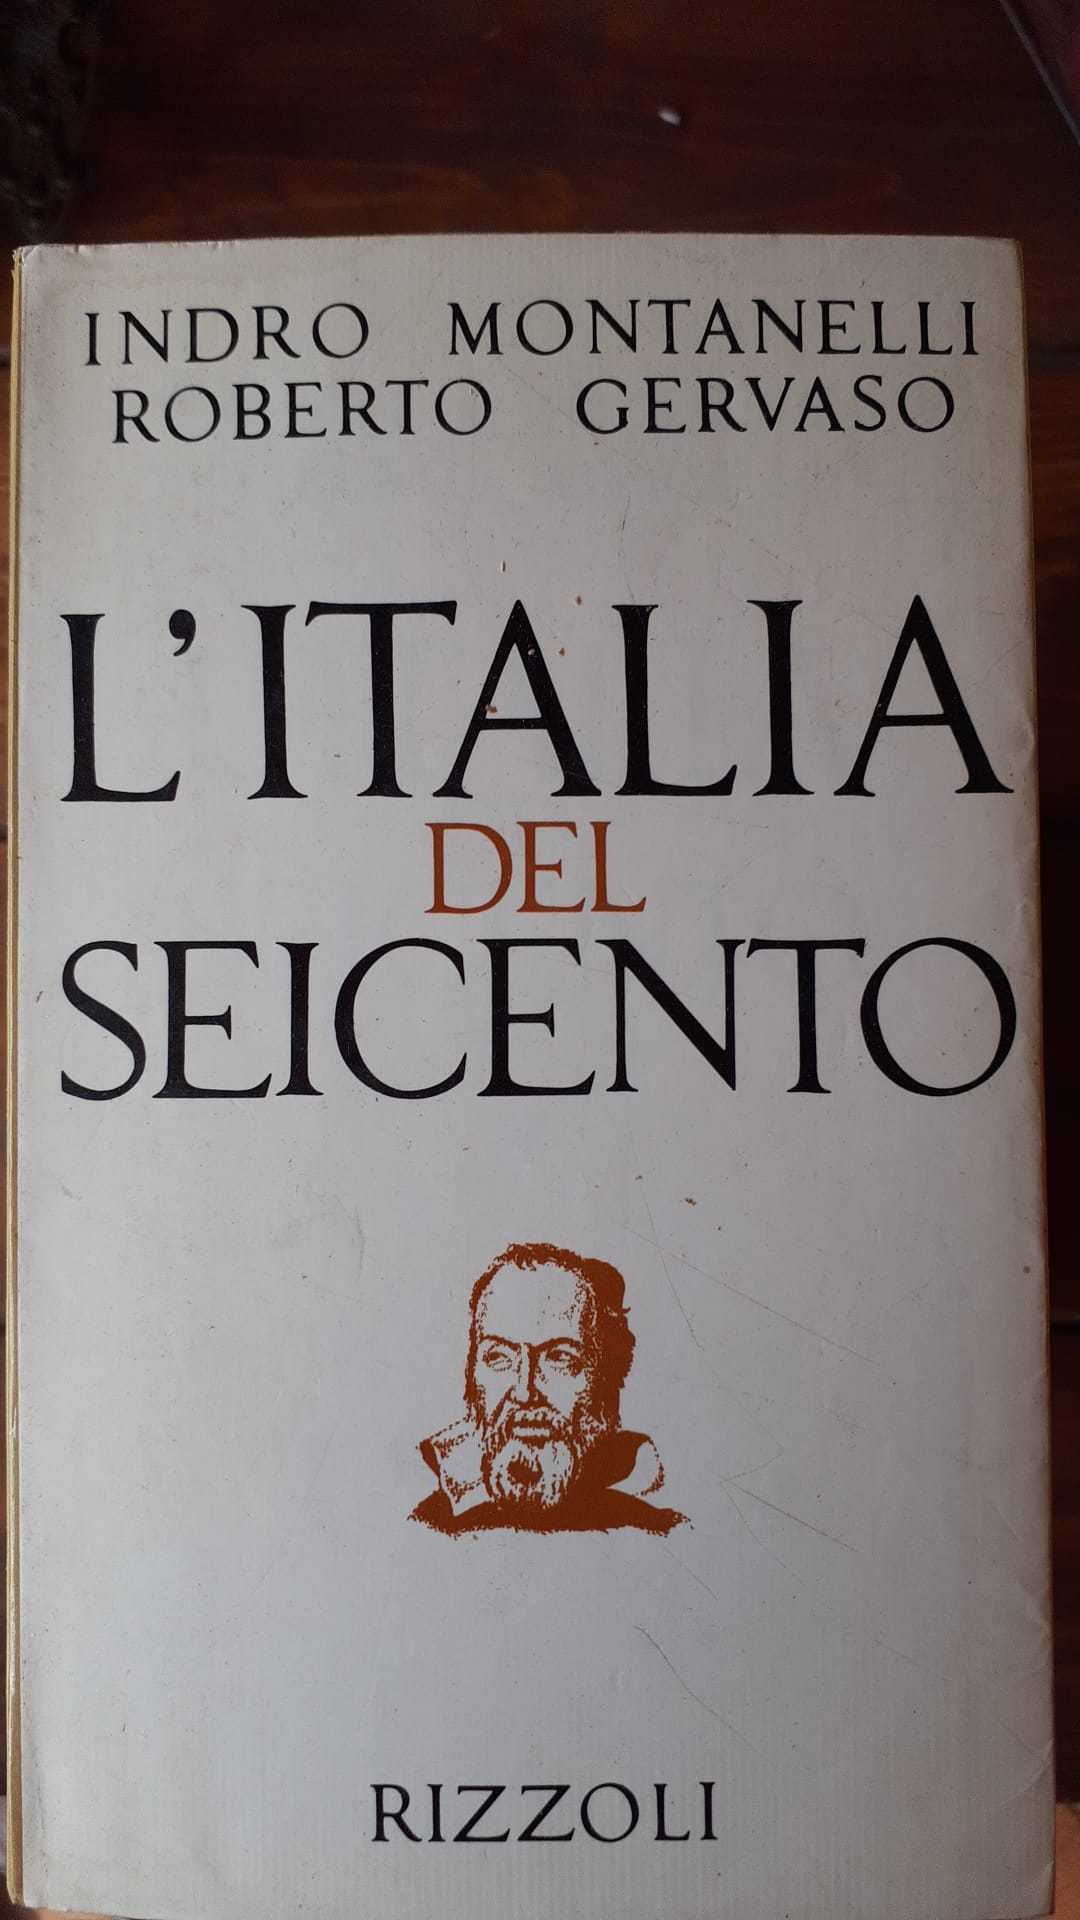 INDRO MONTANELLI
ROBERTO GERVASO
L'ITALIA
DEL
SEICENTO
RIZZOLI